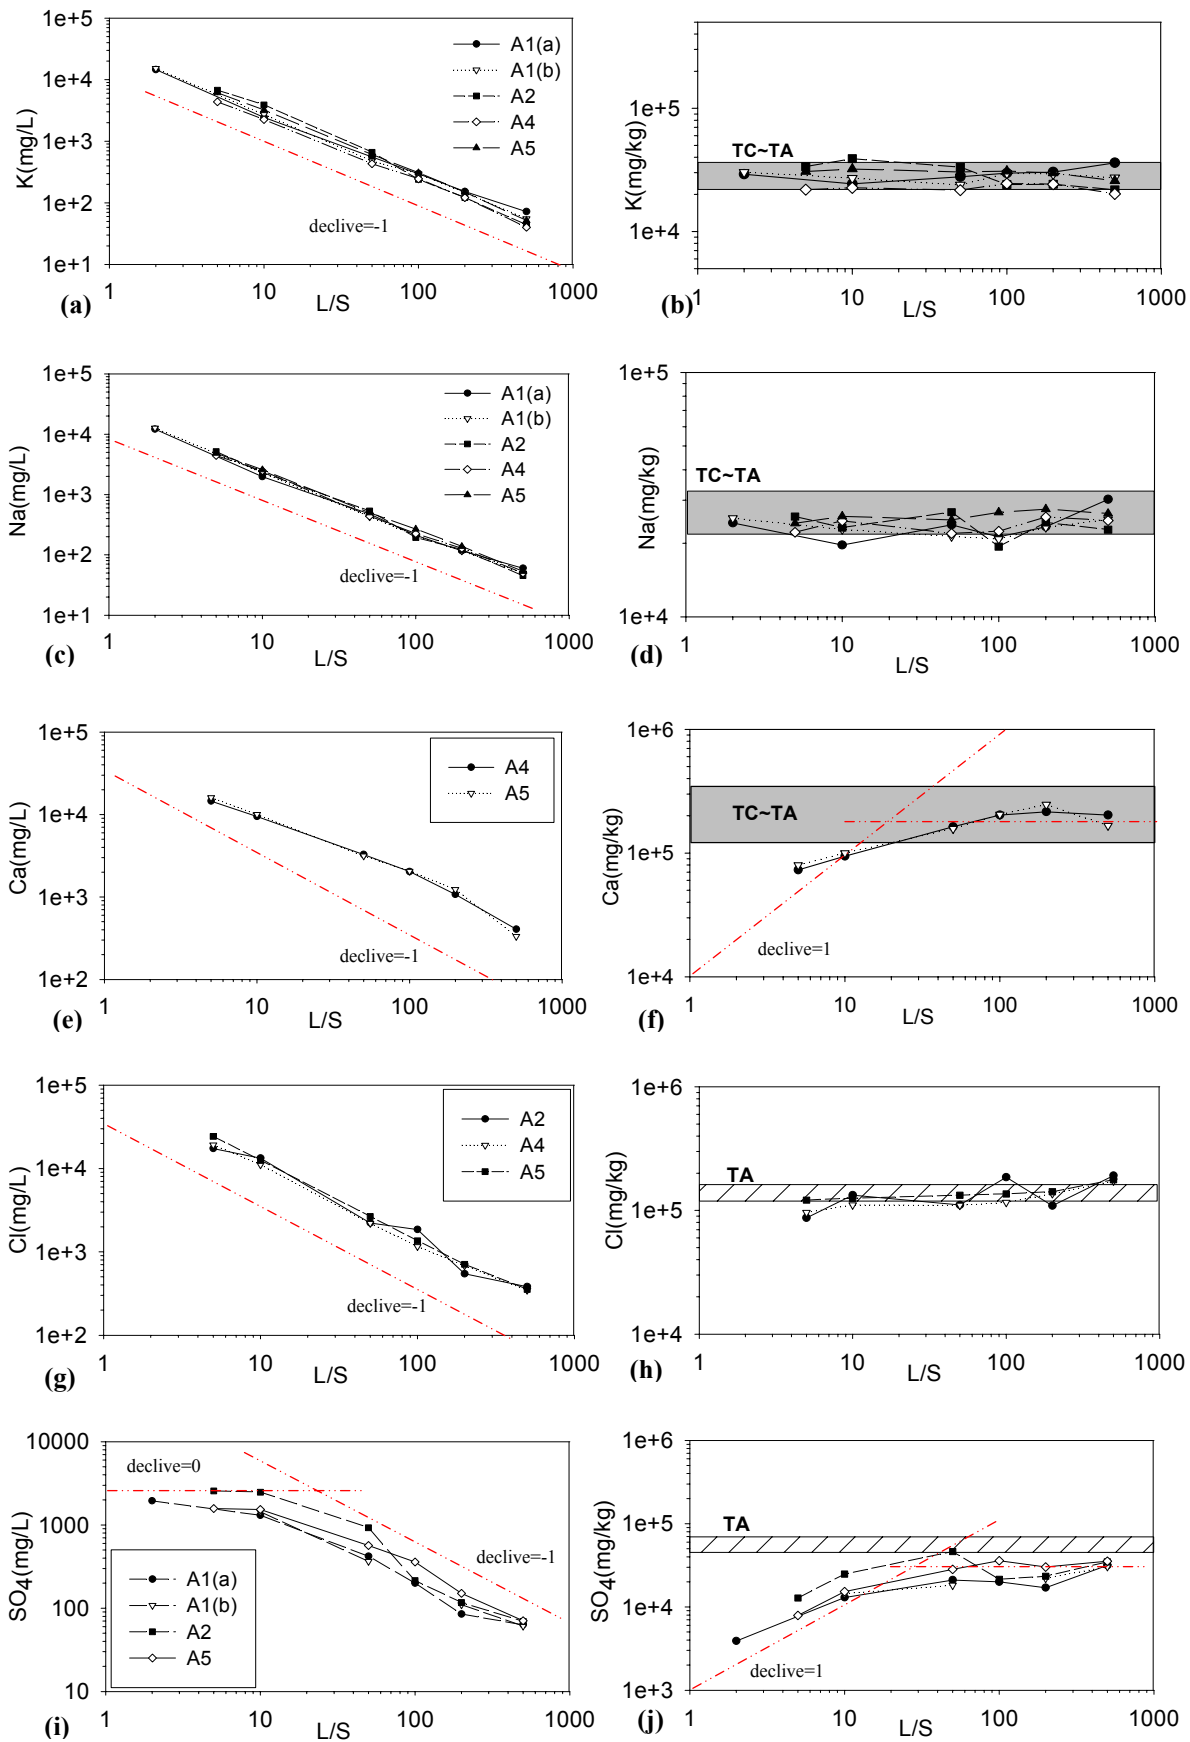 1e+5
1e+4
1e+3
1e+2
1e+1
K(mg/L)
A1(a)
A1(b)
A2
A4
A5
declive=-1
1 10 100 1000
L/S
(a)
1e+5
1e+4
K(mg/kg)
TC~TA
1 10 100 1000
L/S
(b)
1e+5
1e+4
1e+3
1e+2
1e+1
Na(mg/L)
A1(a)
A1(b)
A2
A4
A5
declive=-1
1 10 100 1000
L/S
(c)
1e+5
1e+4
Na(mg/kg)
TC~TA
1 10 100 1000
L/S
(d)
1e+5
1e+4
1e+3
1e+2
Ca(mg/L)
A4
A5
declive=-1
1 10 100 1000
L/S
(e)
1e+6
1e+5
1e+4
Ca(mg/kg)
TC~TA
declive=1
1 10 100 1000
L/S
(f)
1e+5
1e+4
1e+3
1e+2
Cl(mg/L)
A2
A4
A5
declive=-1
1 10 100 1000
L/S
(g)
1e+6
1e+5
1e+4
Cl(mg/kg)
TA
1 10 100 1000
L/S
(h)
10000
1000
100
10
SO4(mg/L)
declive=0
declive=-1
A1(a)
A1(b)
A2
A5
1 10 100 1000
L/S
(i)
1e+6
1e+5
1e+4
1e+3
SO4(mg/kg)
TA
declive=1
1 10 100 1000
L/S
(j)